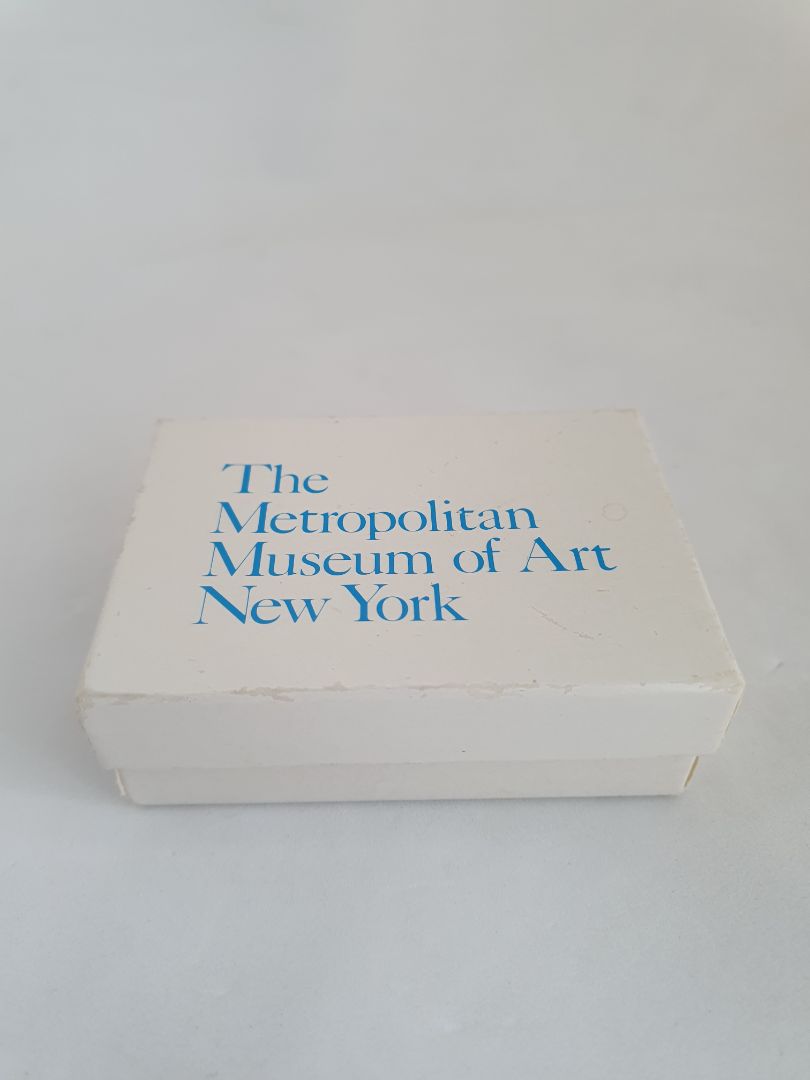 The
Metropolitan
Museum of Art
New York